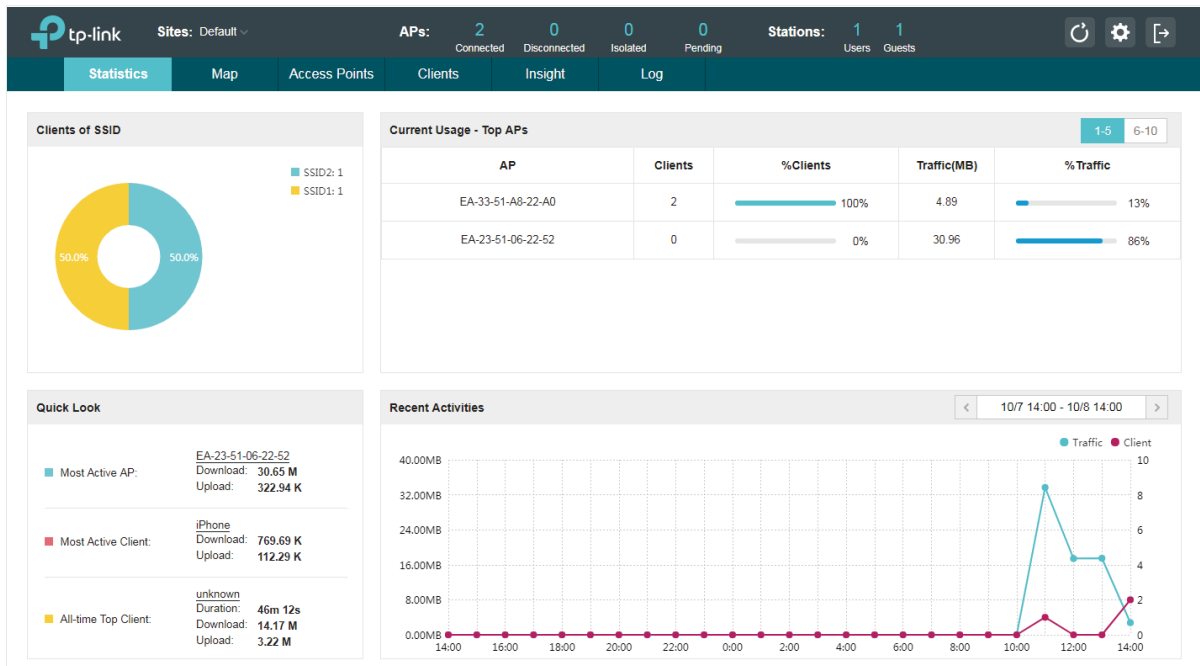 tp-link Sites: Default APs: 2 0 0 0 Stations: 1 1
Connected Disconnected Isolated Pending Users Guests
Statistics Map Access Points Clients Insight Log
Clients of SSID
SSID2: 1
SSID1: 1
50.0% 50.0%
Current Usage - Top APs 1-5 6-10
AP Clients %Clients Traffic(MB) %Traffic
EA-33-51-A8-22-A0 2 100% 4.89 13%
EA-23-51-06-22-52 0 0% 30.96 86%
Quick Look
Most Active AP:
EA-23-51-06-22-52
Download: 30.65 M
Upload: 322.94 K
Most Active Client:
iPhone
Download: 769.69 K
Upload: 112.29 K
All-time Top Client:
unknown
Duration: 46m 12s
Download: 14.17 M
Upload: 3.22 M
Recent Activities < 10/7 14:00 - 10/8 14:00 >
Traffic Client
40.00MB 10
32.00MB 8
24.00MB 6
16.00MB 4
8.00MB 2
0.00MB 0
14:00 16:00 18:00 20:00 22:00 0:00 2:00 4:00 6:00 8:00 10:00 12:00 14:00